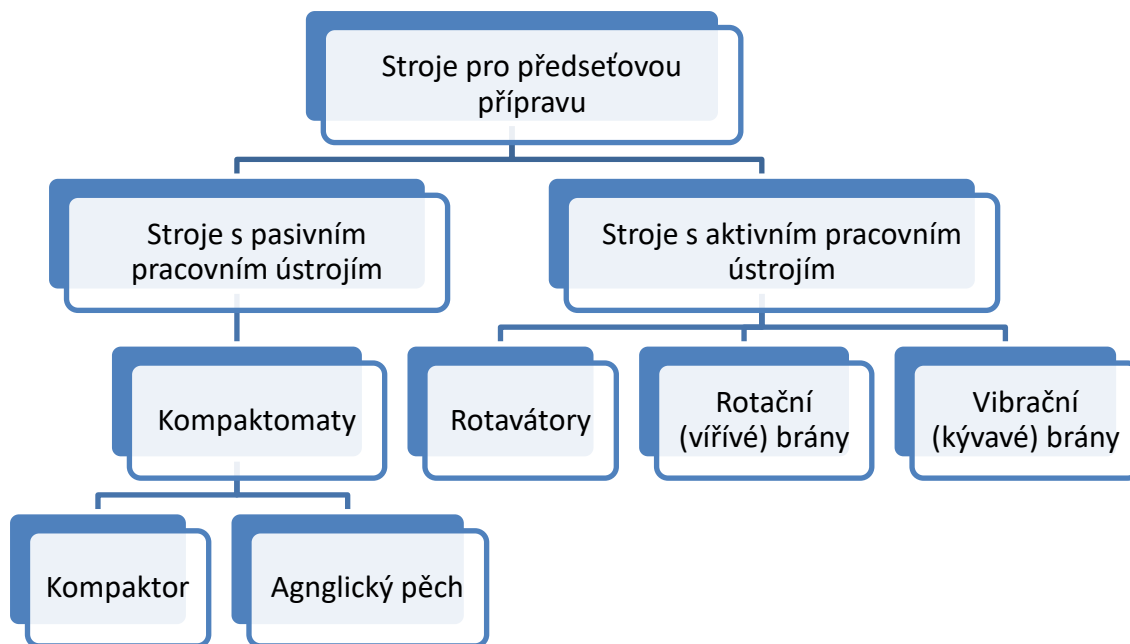 Stroje pro předseťovou
přípravu
Stroje s pasivním
pracovním ústrojím
Stroje s aktivním pracovním
ústrojím
Kompaktomaty
Rotavátory
Rotační
(vířívé) brány
Vibrační
(kývavé) brány
Kompaktor
Agnglický pěch